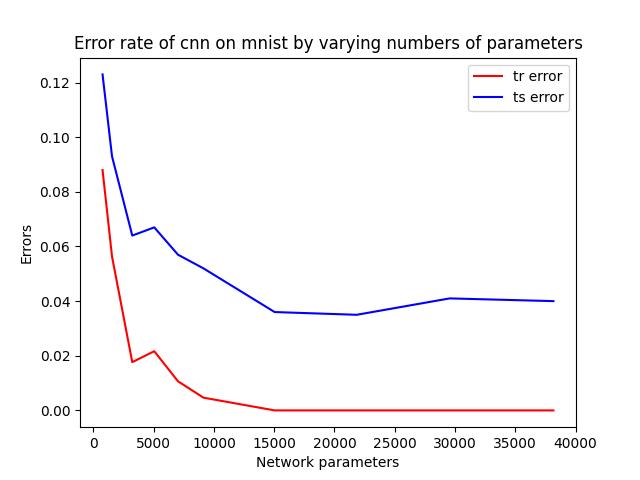 Error rate of cnn on mnist by varying numbers of parameters
tr error
ts error
0.12
0.10
0.08
0.06
0.04
0.02
0.00
Errors
0 5000 10000 15000 20000 25000 30000 35000 40000
Network parameters